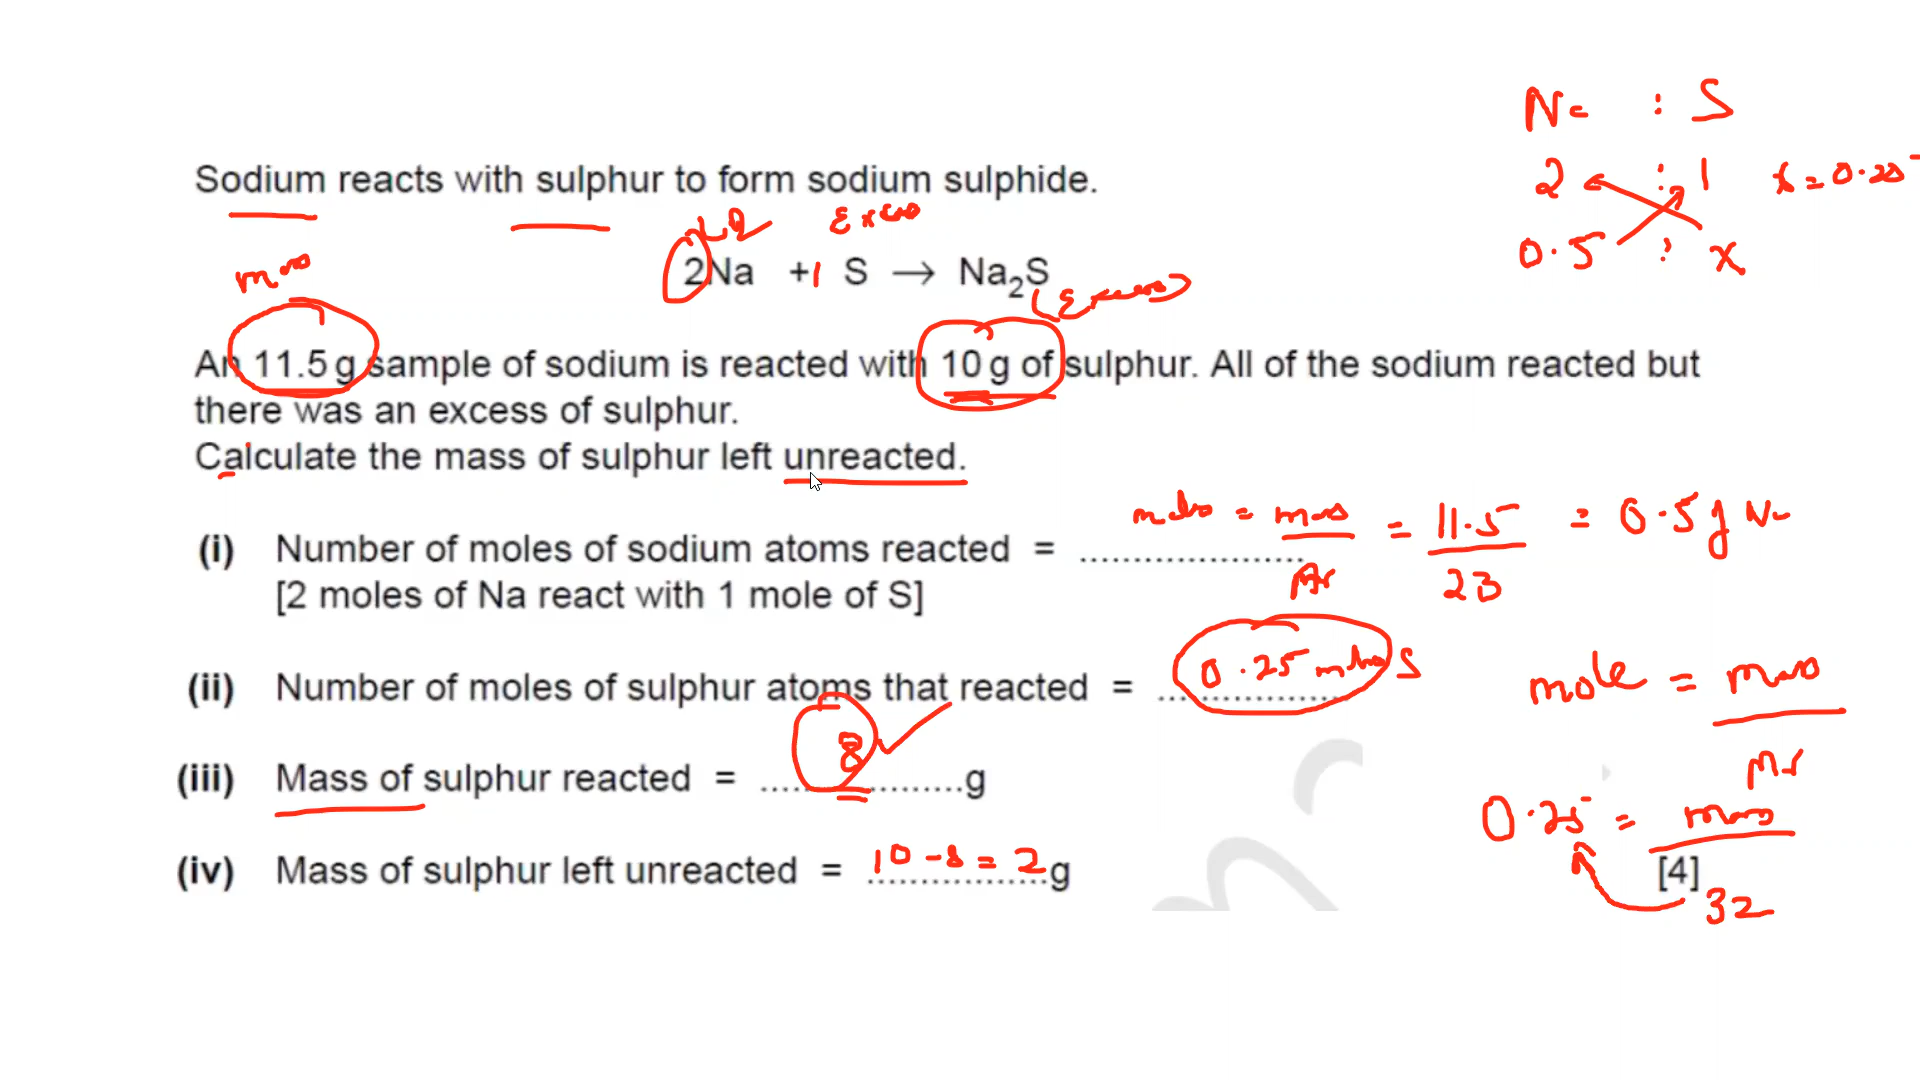 Na : S
2 : 1 x = 0.25
0.5 : x
Sodium reacts with sulphur to form sodium sulphide.
mass
Excess
2Na + 1 S → Na₂S
(Excess)
An 11.5 g sample of sodium is reacted with 10 g of sulphur. All of the sodium reacted but
there was an excess of sulphur.
Calculate the mass of sulphur left unreacted.
moles = mass / Mr = 11.5 / 23 = 0.5 g Na
(i) Number of moles of sodium atoms reacted = ....................
[2 moles of Na react with 1 mole of S]
(ii) Number of moles of sulphur atoms that reacted = 0.25 moles S
mole = mass / Mr
(iii) Mass of sulphur reacted = 8 g
0.25 = mass / 32
(iv) Mass of sulphur left unreacted = 10 - 8 = 2 g
[4]